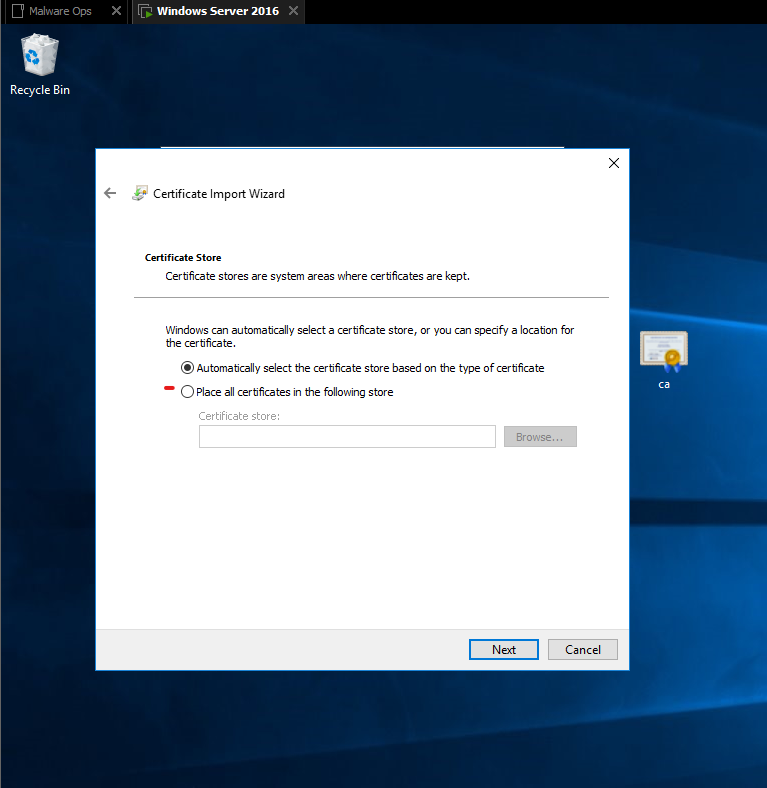 Malware Ops
Windows Server 2016
Recycle Bin
Certificate Import Wizard
Certificate Store
Certificate stores are system areas where certificates are kept.
Windows can automatically select a certificate store, or you can specify a location for
the certificate.
Automatically select the certificate store based on the type of certificate
Place all certificates in the following store
Certificate store:
Browse...
ca
Next
Cancel